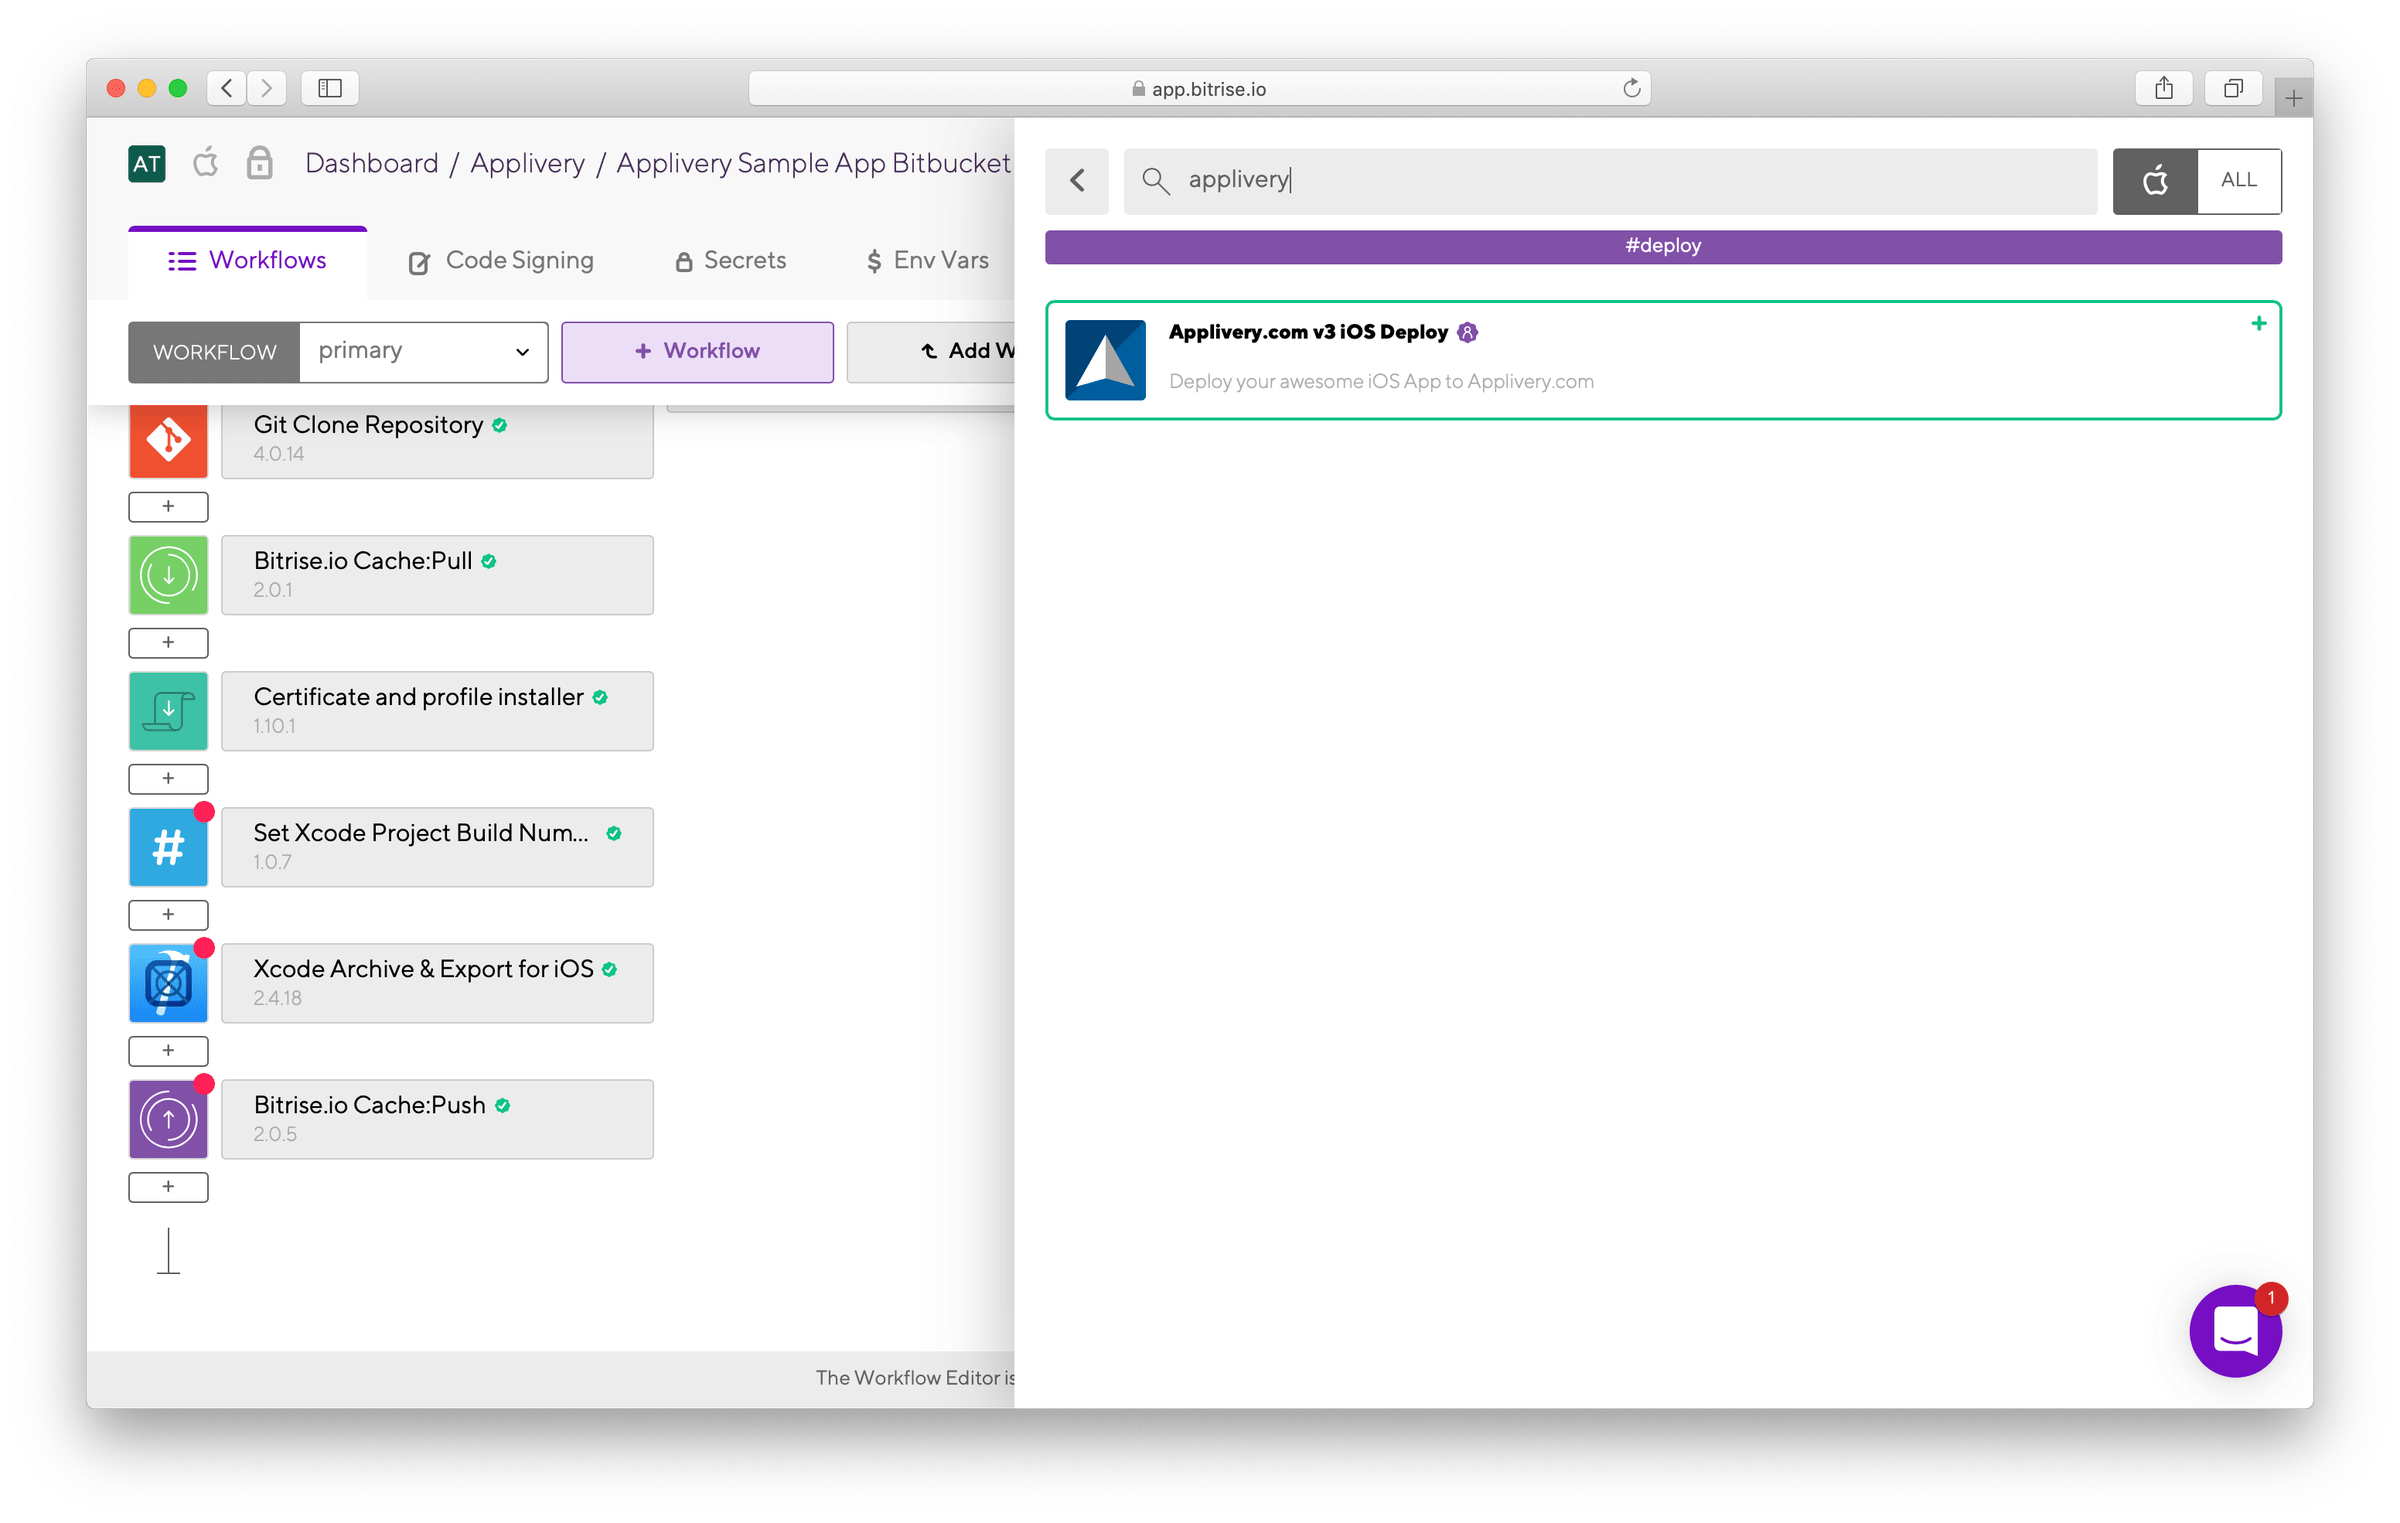 app.bitrise.io
AT
Dashboard / Applivery / Applivery Sample App Bitbucket
Workflows
Code Signing
Secrets
$ Env Vars
WORKFLOW primary
+ Workflow
Add W
Git Clone Repository
4.0.14
+
Bitrise.io Cache:Pull
2.0.1
+
Certificate and profile installer
1.10.1
+
#
Set Xcode Project Build Num...
1.0.7
+
Xcode Archive & Export for iOS
2.4.18
+
Bitrise.io Cache:Push
2.0.5
+
The Workflow Editor is
applivery
ALL
#deploy
Applivery.com v3 iOS Deploy
+
Deploy your awesome iOS App to Applivery.com
1